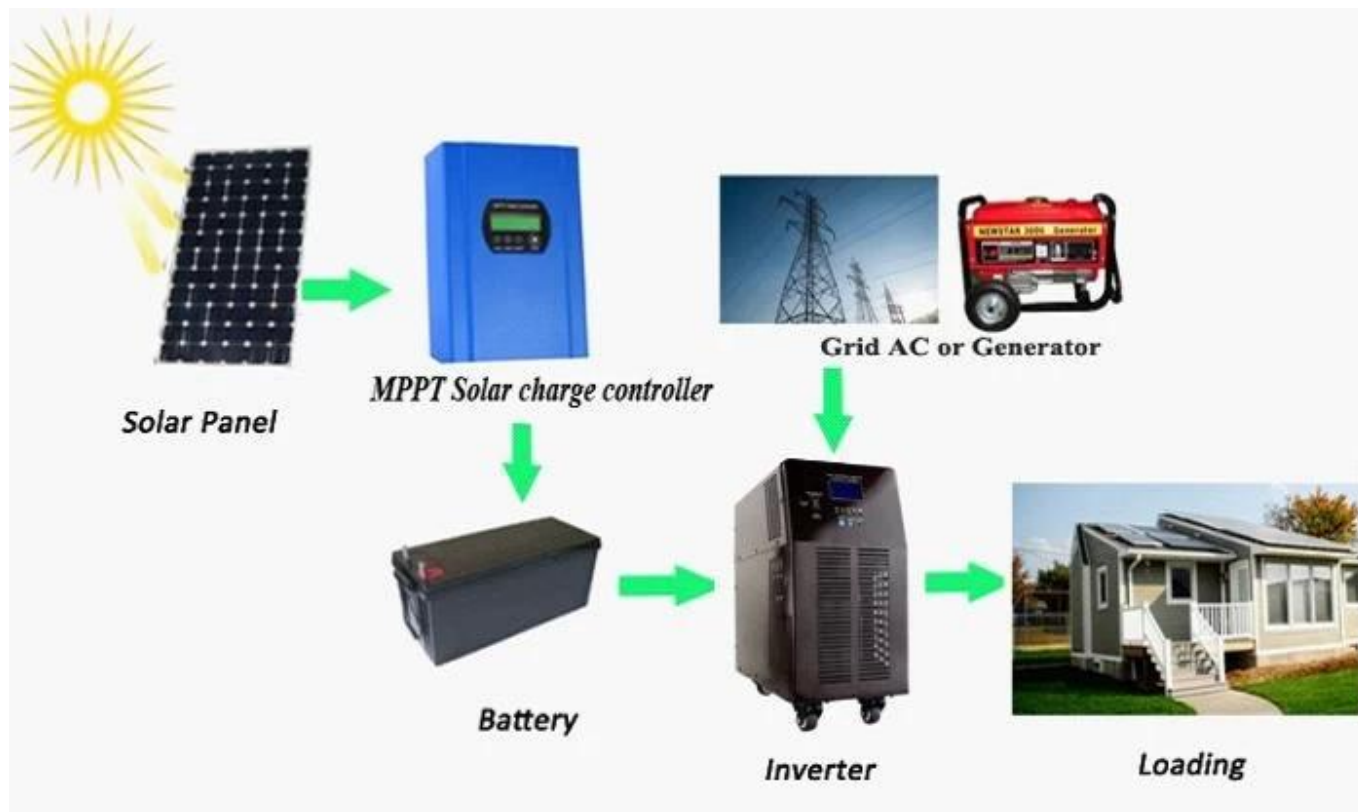 MPPT Solar charge controller
Solar Panel
Grid AC or Generator
Battery
Inverter
Loading